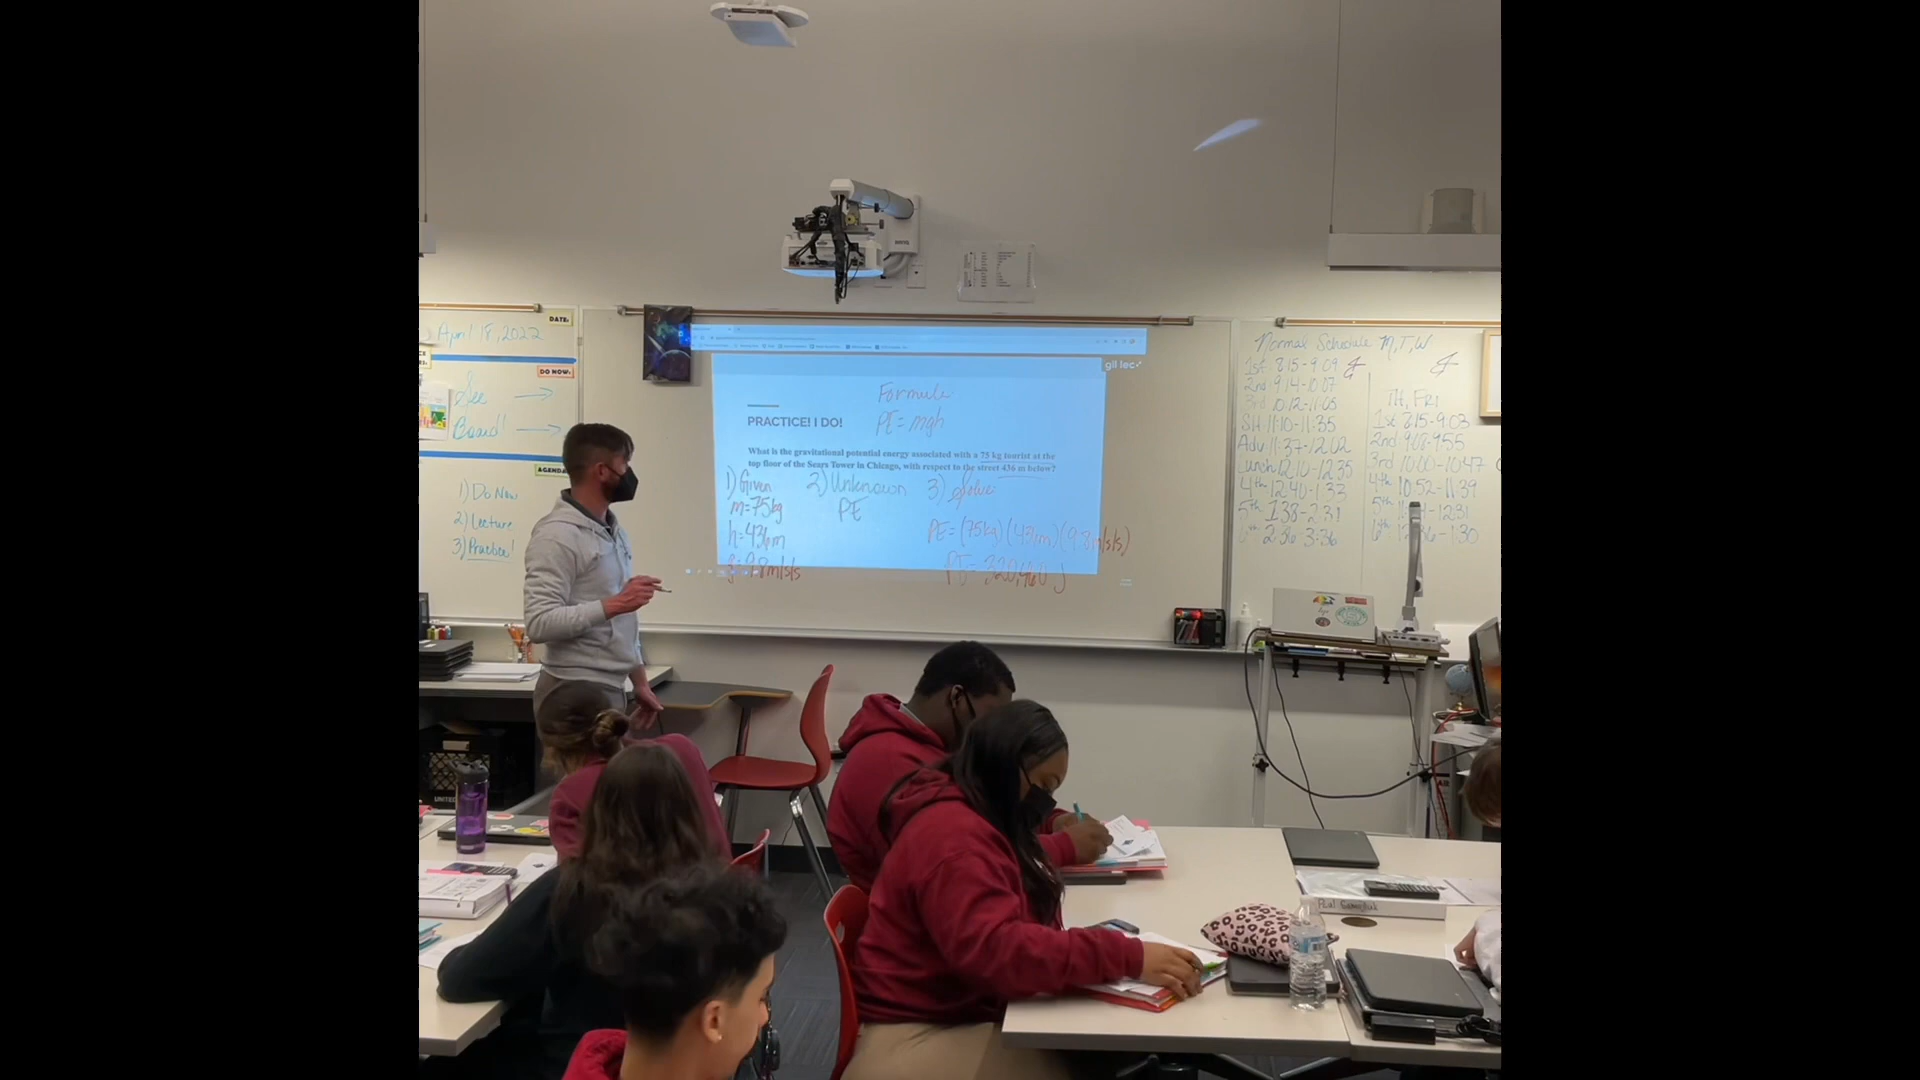 DATE:
April 18, 2022
DO NOW:
See
Board!
AGENDA
1) Do Now
2) Lecture
3) Practice!
Formula:
PE = mgh
PRACTICE! I DO!
What is the gravitational potential energy associated with a 75 kg tourist at the
top floor of the Sears Tower in Chicago, with respect to the street 436 m below?
1) Given
m=75kg
h=436m
g=9.8m/s/s
2) Unknown
PE
3) Solve:
PE = (75kg)(436m)(9.8m/s/s)
PE = 320,460 J
Normal Schedule M,T,W
1st 8:15-9:09
2nd 9:14-10:07
3rd 10:12-11:05
SH 11:10-11:35
Adv 11:37-12:02
Lunch 12:10-12:35
4th 12:40-1:33
5th 1:38-2:31
6th 2:36-3:36
TH, FRI
1st 8:15-9:03
2nd 9:08-9:55
3rd 10:00-10:47
4th 10:52-11:39
5th
12:31
6th
1:30